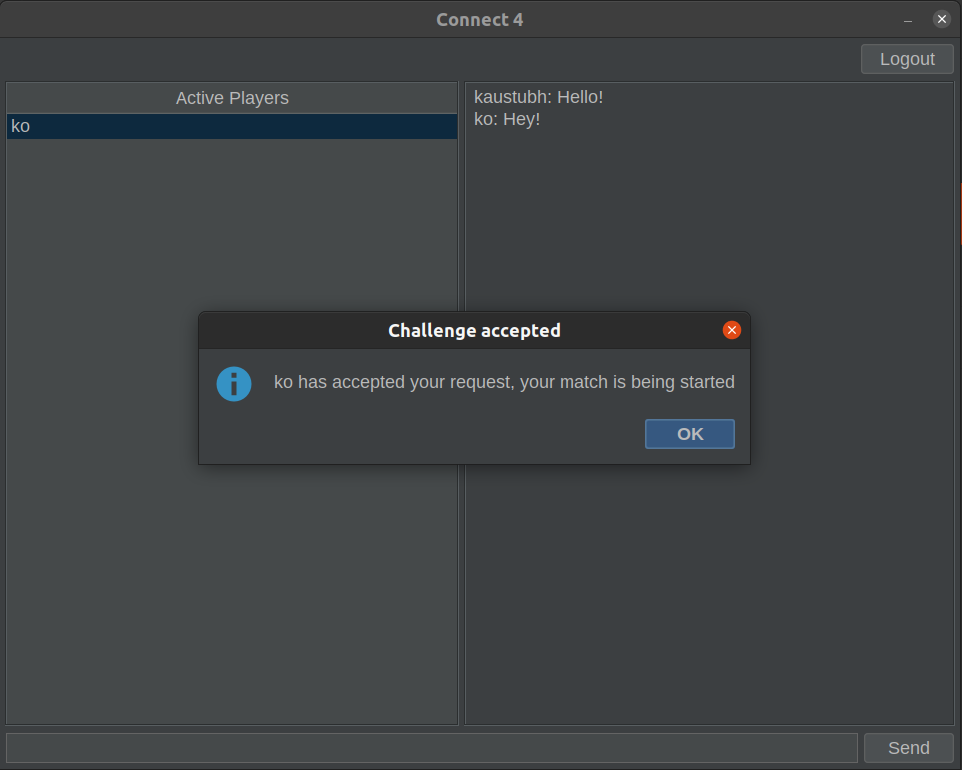 Connect 4
Logout
Active Players
ko
kaustubh: Hello!
ko: Hey!
Challenge accepted
ko has accepted your request, your match is being started
OK
Send